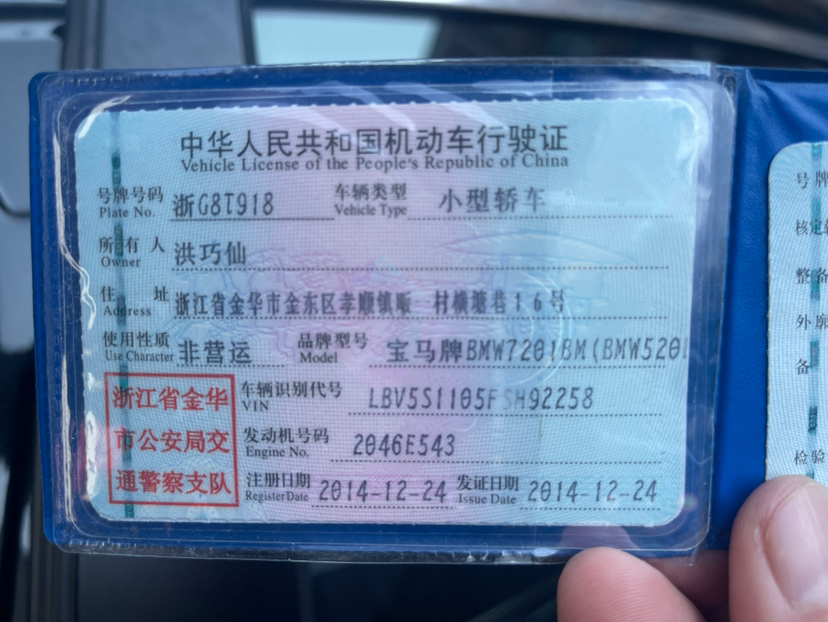 中华人民共和国机动车行驶证
Vehicle License of the People's Republic of China
号牌号码 浙G8T918 车辆类型 小型轿车
Plate No. Vehicle Type
所有人 洪巧仙
Owner
住址 浙江省金华市金东区孝顺镇顺一村横塘巷16号
Address
使用性质 非营运 品牌型号 宝马牌BMW7201BM(BMW520
Use Character Model
浙江省金华
市公安局交
通警察支队
车辆识别代号 LBV5S1105FSH92258
VIN
发动机号码 2046E543
Engine No.
注册日期 2014-12-24 发证日期 2014-12-24
Register Date Issue Date
号牌
核定
整备
外廓
备
检验